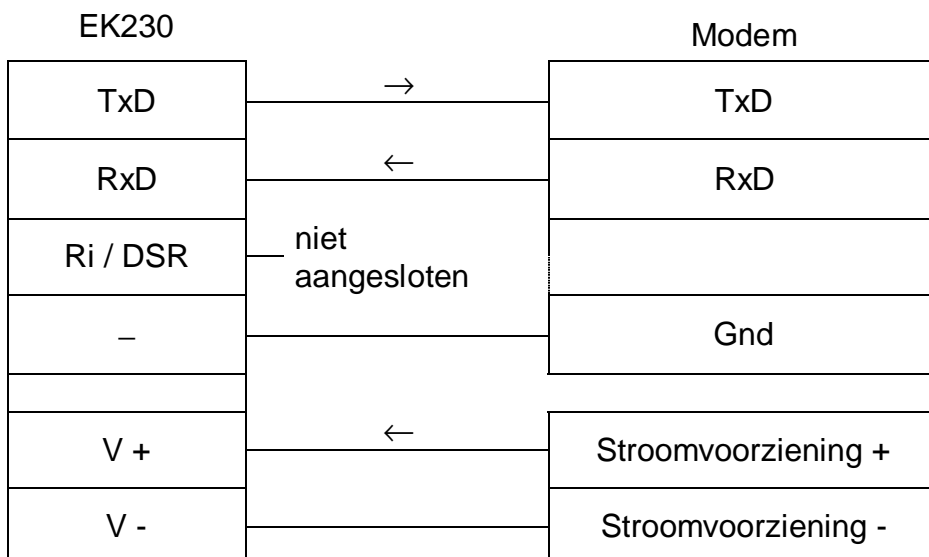 EK230
Modem
TxD → TxD
RxD ← RxD
Ri / DSR niet
aangesloten
– Gnd
V + ← Stroomvoorziening +
V - Stroomvoorziening -